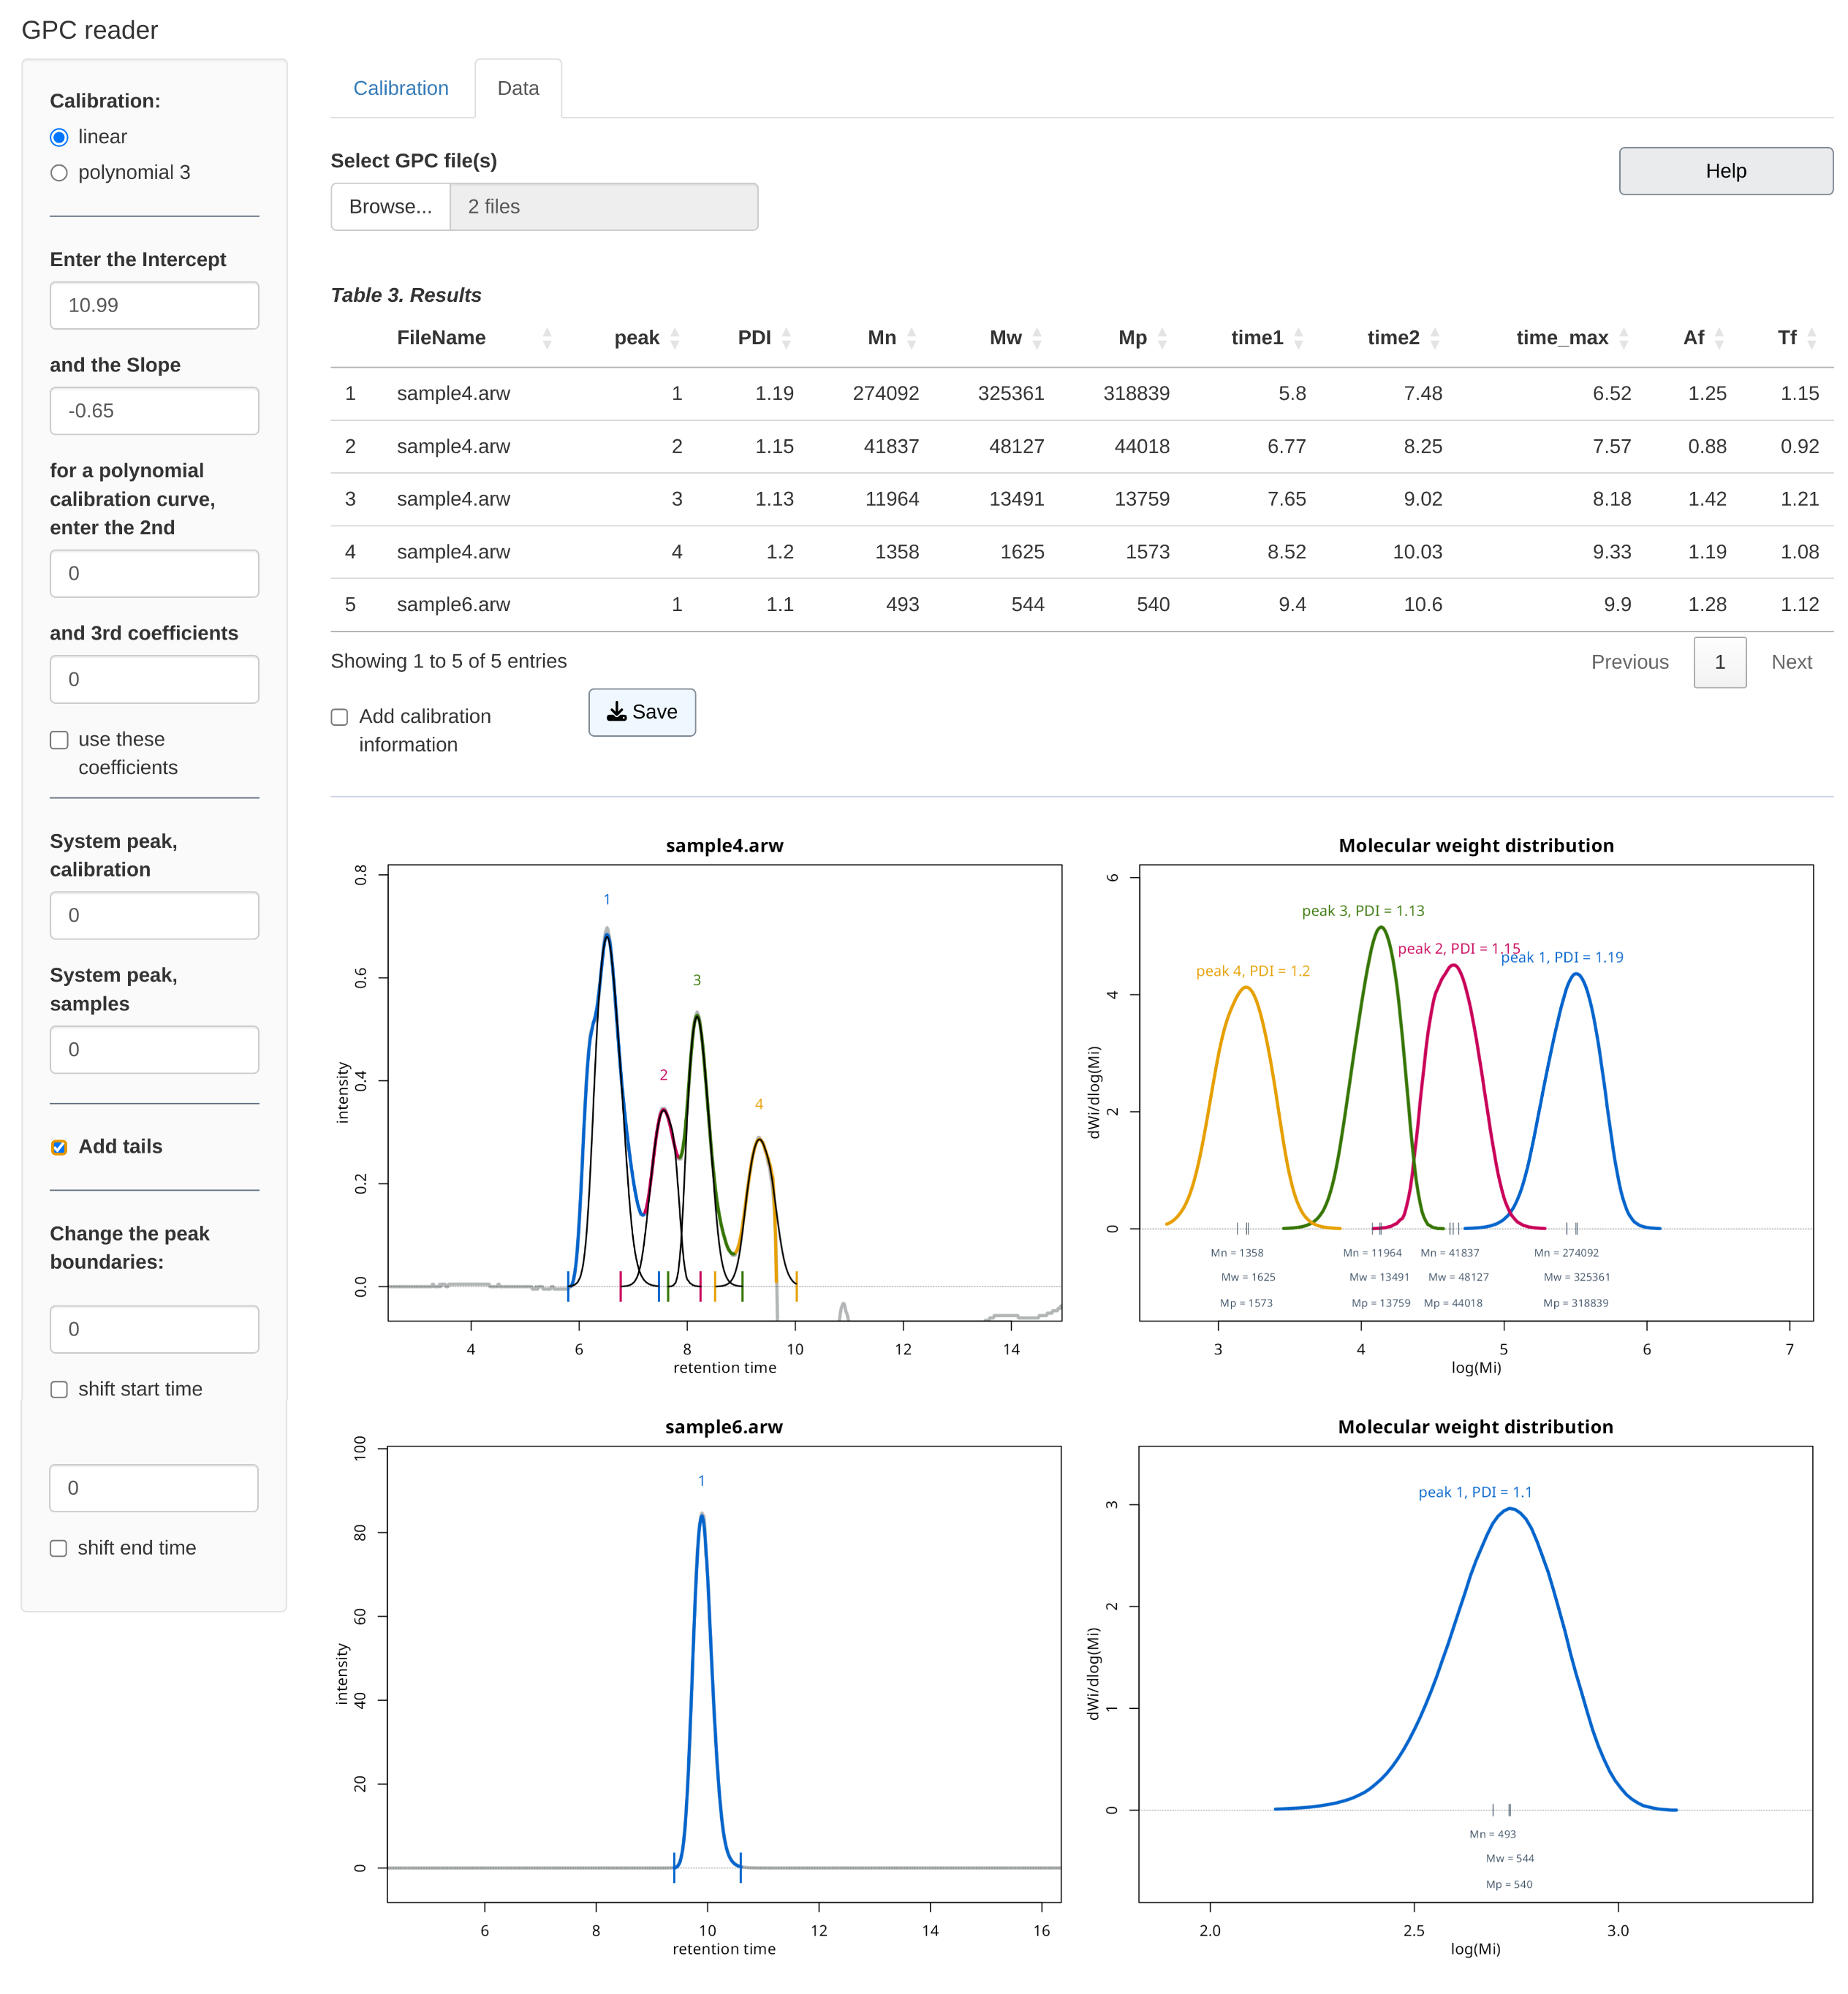 GPC reader
Calibration:
linear
polynomial 3
Enter the Intercept
10.99
and the Slope
-0.65
for a polynomial
calibration curve,
enter the 2nd
0
and 3rd coefficients
0
use these
coefficients
System peak,
calibration
0
System peak,
samples
0
Add tails
Change the peak
boundaries:
0
shift start time
0
shift end time
Calibration Data
Select GPC file(s)
Browse... 2 files
Help
Table 3. Results
FileName peak PDI Mn Mw Mp time1 time2 time_max Af Tf
1 sample4.arw 1 1.19 274092 325361 318839 5.8 7.48 6.52 1.25 1.15
2 sample4.arw 2 1.15 41837 48127 44018 6.77 8.25 7.57 0.88 0.92
3 sample4.arw 3 1.13 11964 13491 13759 7.65 9.02 8.18 1.42 1.21
4 sample4.arw 4 1.2 1358 1625 1573 8.52 10.03 9.33 1.19 1.08
5 sample6.arw 1 1.1 493 544 540 9.4 10.6 9.9 1.28 1.12
Showing 1 to 5 of 5 entries
Previous 1 Next
Add calibration
information
Save
sample4.arw
0.8
0.6
0.4
0.2
0.0
intensity
1
2
3
4
4 6 8 10 12 14
retention time
Molecular weight distribution
6
4
2
0
dWi/dlog(Mi)
peak 3, PDI = 1.13
peak 2, PDI = 1.15
peak 1, PDI = 1.19
peak 4, PDI = 1.2
Mn = 1358 Mn = 11964 Mn = 41837 Mn = 274092
Mw = 1625 Mw = 13491 Mw = 48127 Mw = 325361
Mp = 1573 Mp = 13759 Mp = 44018 Mp = 318839
3 4 5 6 7
log(Mi)
sample6.arw
100
80
60
40
20
0
intensity
1
6 8 10 12 14 16
retention time
Molecular weight distribution
3
2
1
0
dWi/dlog(Mi)
peak 1, PDI = 1.1
Mn = 493
Mw = 544
Mp = 540
2.0 2.5 3.0
log(Mi)